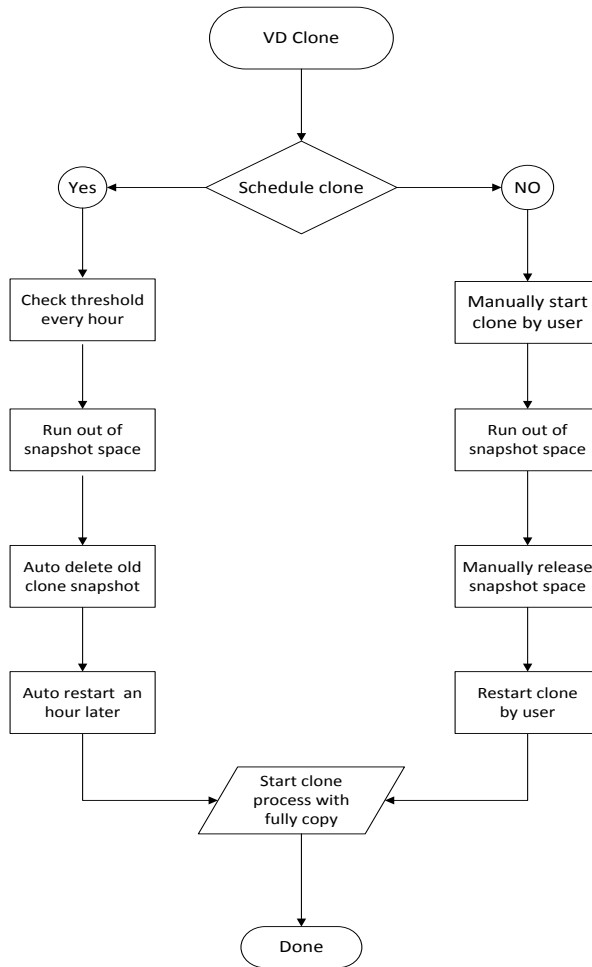 VD Clone
Schedule clone
Yes
NO
Check threshold
every hour
Manually start
clone by user
Run out of
snapshot space
Run out of
snapshot space
Auto delete old
clone snapshot
Manually release
snapshot space
Auto restart an
hour later
Restart clone
by user
Start clone
process with
fully copy
Done